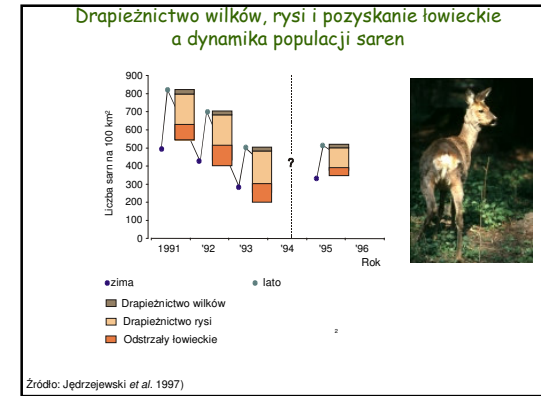 Drapieżnictwo wilków, rysi i pozyskanie łowieckie
a dynamika populacji saren
Liczba sarn na 100 km²
900
800
700
600
500
400
300
200
100
0
?
1991 '92 '93 '94 '95 '96
Rok
zima lato
Drapieżnictwo wilków
Drapieżnictwo rysi
Odstrzały łowieckie
2
Źródło: Jędrzejewski et al. 1997)